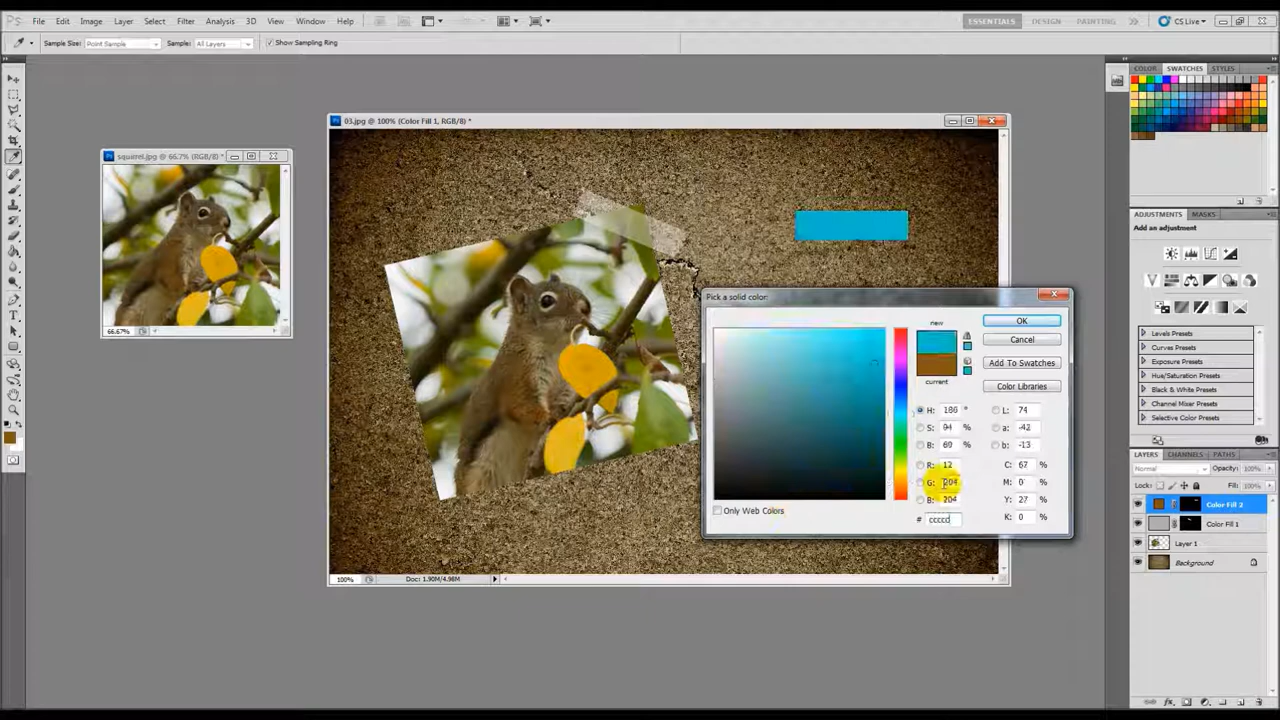 PS File Edit Image Layer Select Filter Analysis 3D View Window Help
ESSENTIALS DESIGN PAINTING CS Live
Sample Size: Point Sample Sample: All Layers Show Sampling Ring
COLOR SWATCHES STYLES
03.jpg @ 100% (Color Fill 1, RGB/8) *
squirrel.jpg @ 66.7% (RGB/8) *
66.67%
ADJUSTMENTS MASKS
Add an adjustment
Pick a solid color:
new
OK
Cancel
Add To Swatches
current
Color Libraries
H: 186 ° L: 74
S: 94 % a: -42
B: 69 % b: -13
R: 12 C: 67 %
G: 204 M: 0 %
B: 204 Y: 27 %
# ccccc K: 0 %
Only Web Colors
Levels Presets
Curves Presets
Exposure Presets
Hue/Saturation Presets
Black & White Presets
Channel Mixer Presets
Selective Color Presets
LAYERS CHANNELS PATHS
Normal Opacity: 100%
Lock: Fill: 100%
Color Fill 2
Color Fill 1
Layer 1
Background
100% Doc: 1.90M/4.98M